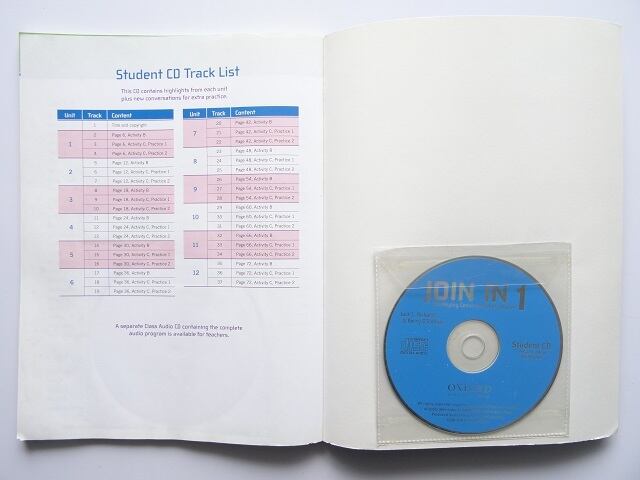 Student CD Track List
This CD contains highlights from each unit
plus new conversations for extra practice.
Unit Track Content
1 Title and copyright
1
2 Page 6, Activity B
3 Page 6, Activity C, Practice 1
4 Page 6, Activity C, Practice 2
2
5 Page 12, Activity B
6 Page 12, Activity C, Practice 1
7 Page 12, Activity C, Practice 2
3
8 Page 18, Activity B
9 Page 18, Activity C, Practice 1
10 Page 18, Activity C, Practice 2
4
11 Page 24, Activity B
12 Page 24, Activity C, Practice 1
13 Page 24, Activity C, Practice 2
5
14 Page 30, Activity B
15 Page 30, Activity C, Practice 1
16 Page 30, Activity C, Practice 2
6
17 Page 36, Activity B
18 Page 36, Activity C, Practice 1
19 Page 36, Activity C, Practice 2
Unit Track Content
7
20 Page 42, Activity B
21 Page 42, Activity C, Practice 1
22 Page 42, Activity C, Practice 2
8
23 Page 48, Activity B
24 Page 48, Activity C, Practice 1
25 Page 48, Activity C, Practice 2
9
26 Page 54, Activity B
27 Page 54, Activity C, Practice 1
28 Page 54, Activity C, Practice 2
10
29 Page 60, Activity B
30 Page 60, Activity C, Practice 1
31 Page 60, Activity C, Practice 2
11
32 Page 66, Activity B
33 Page 66, Activity C, Practice 1
34 Page 66, Activity C, Practice 2
12
35 Page 72, Activity B
36 Page 72, Activity C, Practice 1
37 Page 72, Activity C, Practice 2
A separate Class Audio CD containing the complete
audio program is available for teachers.
JOIN IN 1
Jack C. Richards
Student CD
OXFORD